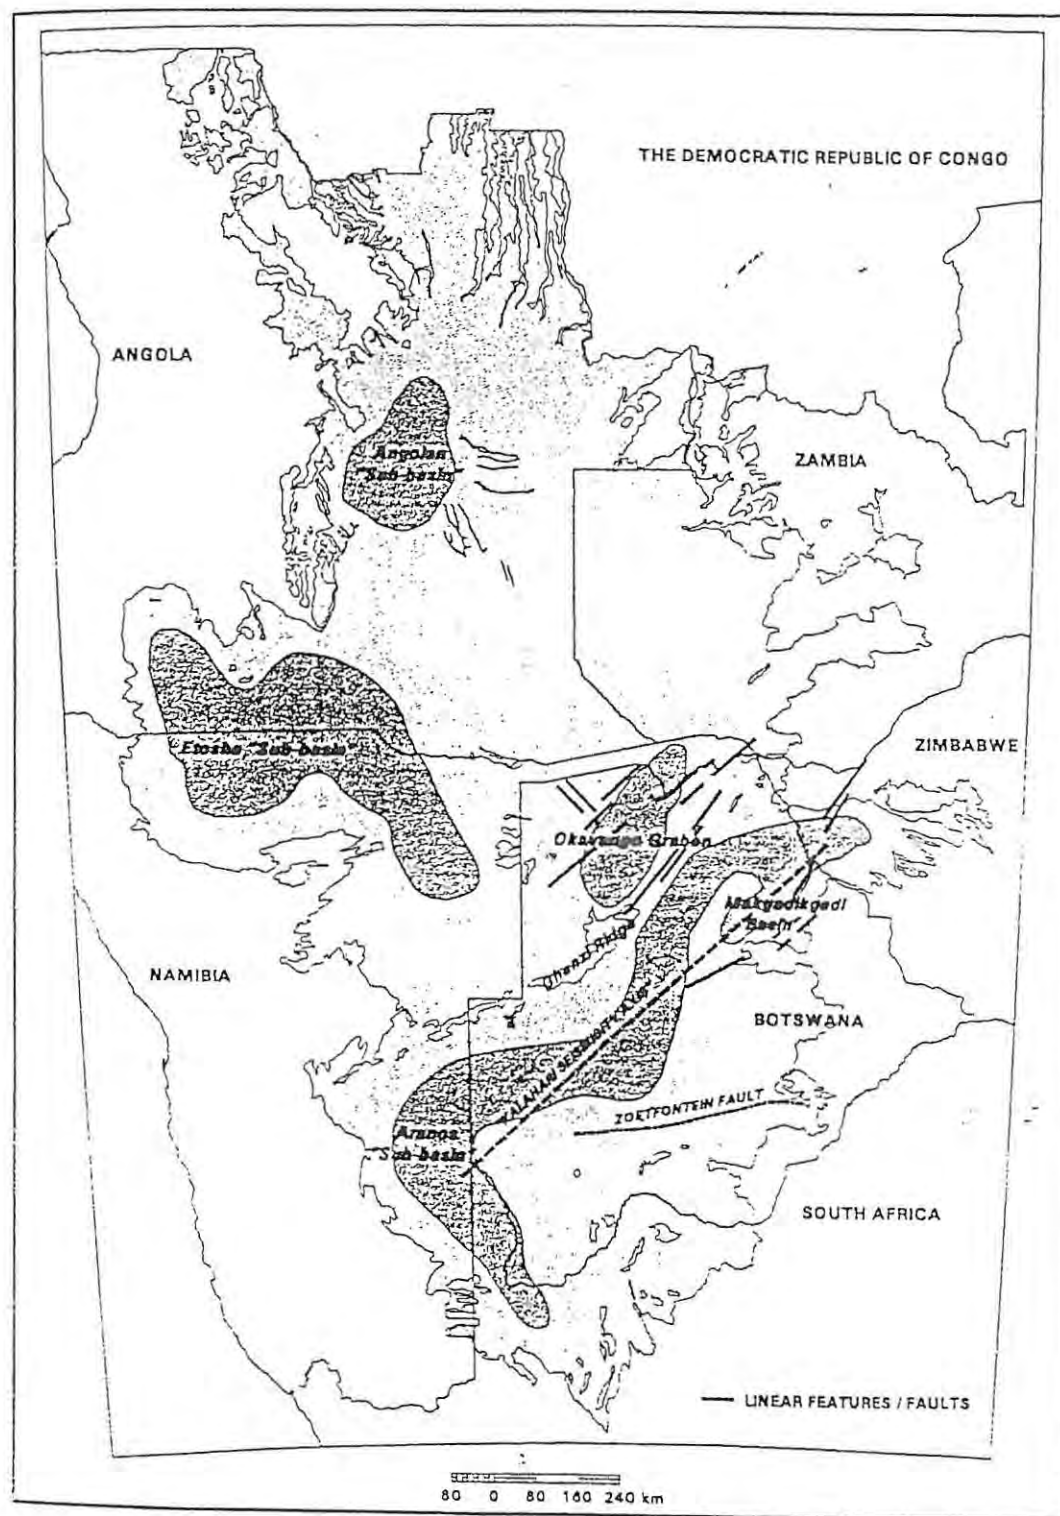 THE DEMOCRATIC REPUBLIC OF CONGO
ANGOLA
Angolan
"Sub basin"
ZAMBIA
Etosha "Sub basin"
ZIMBABWE
Okavango Graben
Makgadikgadi
Basin
Ghanzi Ridge
NAMIBIA
KALAHARI SEISMICITY AXIS
BOTSWANA
ZOETFONTEIN FAULT
Aranos
"Sub basin"
SOUTH AFRICA
LINEAR FEATURES / FAULTS
80 0 80 160 240 km